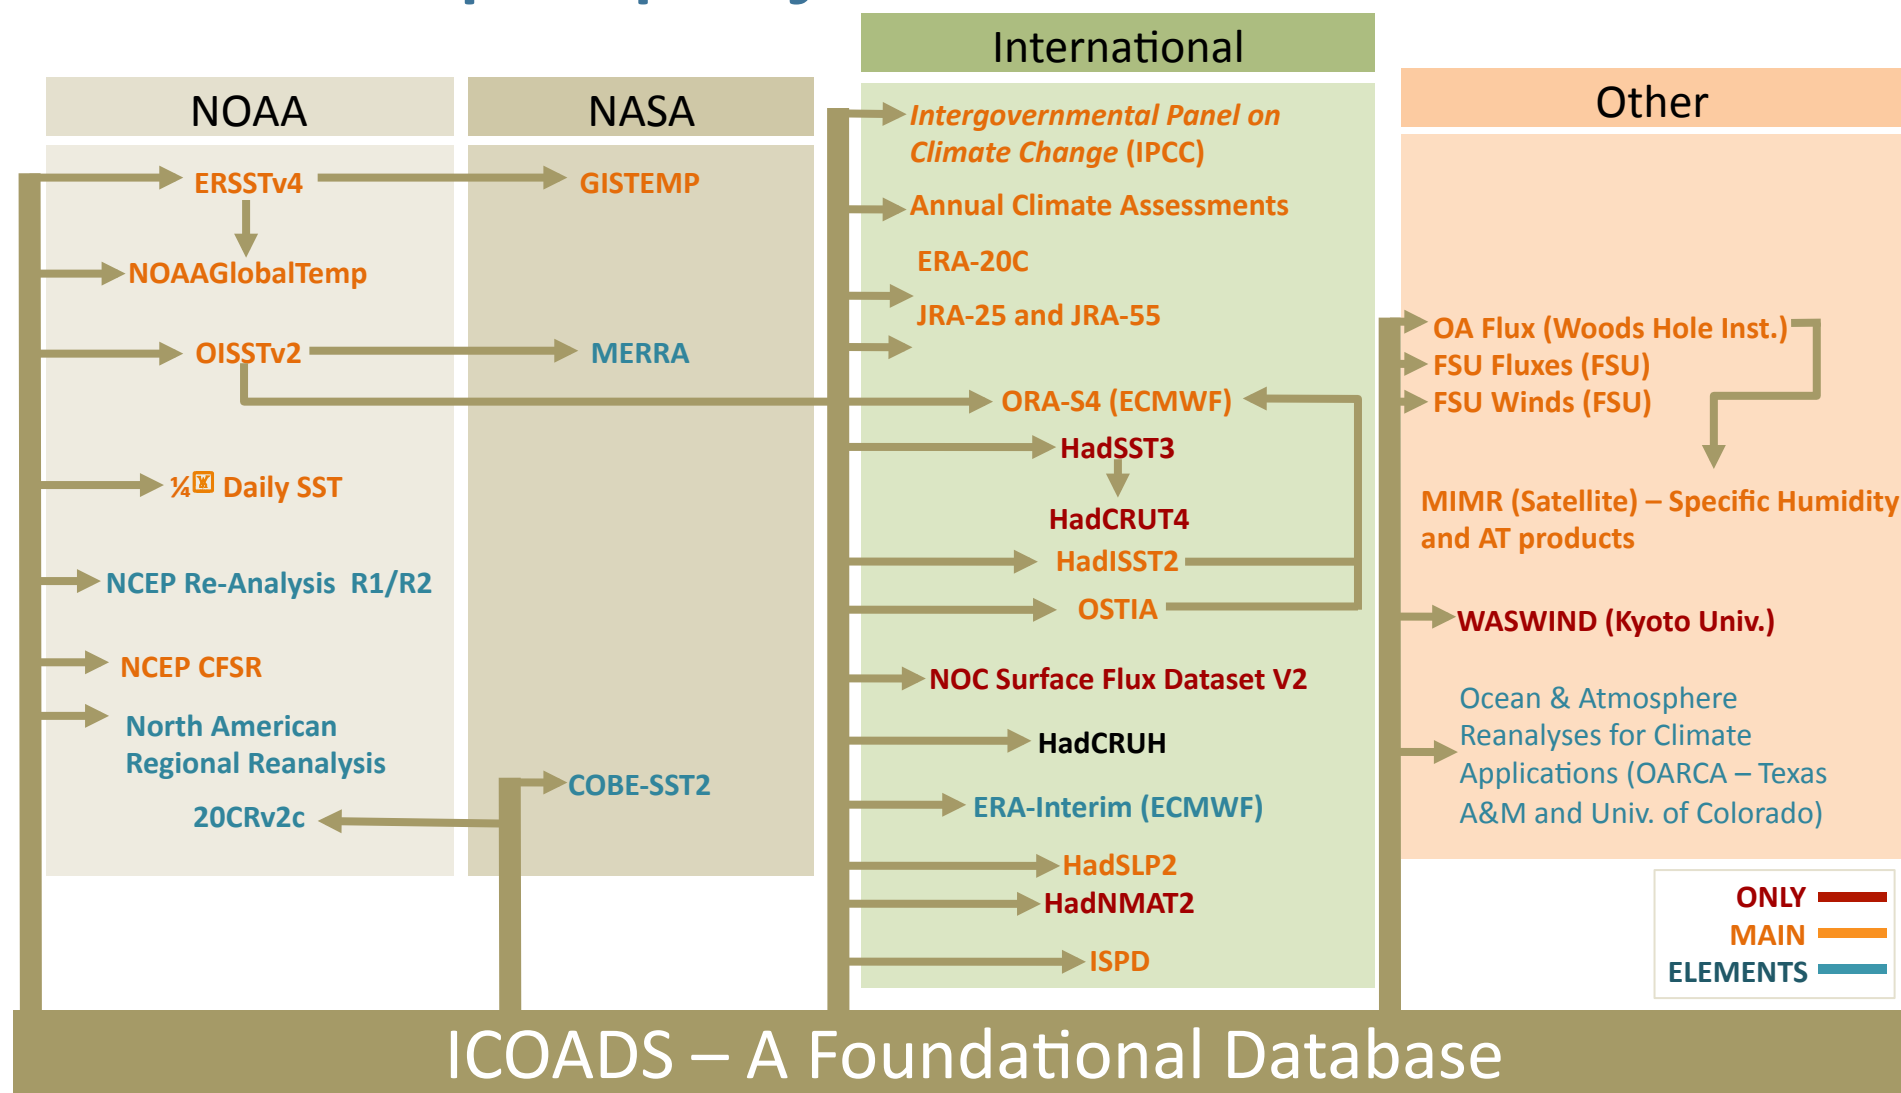 International
NOAA
NASA
Other
ERSSTv4
NOAAGlobalTemp
OISSTv2
¼ Daily SST
NCEP Re-Analysis R1/R2
NCEP CFSR
North American
Regional Reanalysis
20CRv2c
GISTEMP
MERRA
COBE-SST2
Intergovernmental Panel on
Climate Change (IPCC)
Annual Climate Assessments
ERA-20C
JRA-25 and JRA-55
ORA-S4 (ECMWF)
HadSST3
HadCRUT4
HadISST2
OSTIA
NOC Surface Flux Dataset V2
HadCRUH
ERA-Interim (ECMWF)
HadSLP2
HadNMAT2
ISPD
OA Flux (Woods Hole Inst.)
FSU Fluxes (FSU)
FSU Winds (FSU)
MIMR (Satellite) – Specific Humidity
and AT products
WASWIND (Kyoto Univ.)
Ocean & Atmosphere
Reanalyses for Climate
Applications (OARCA – Texas
A&M and Univ. of Colorado)
ONLY
MAIN
ELEMENTS
ICOADS – A Foundational Database